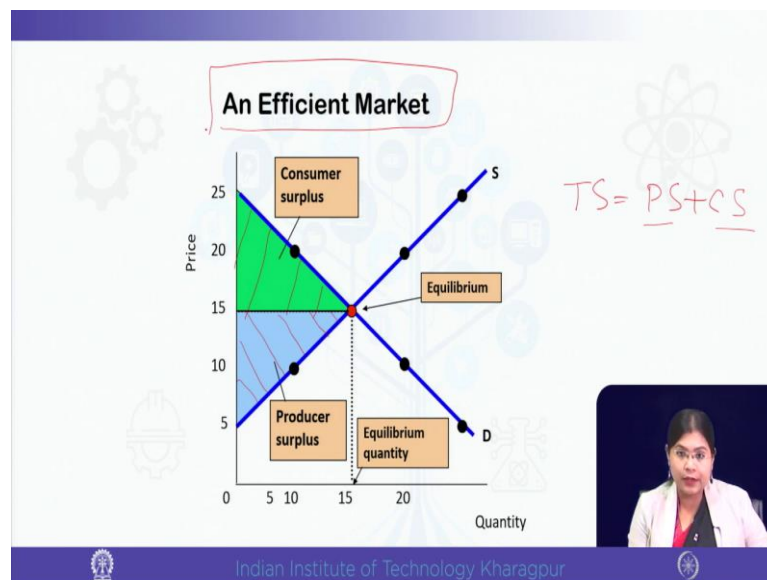 An Efficient Market
TS = PS + CS
Price
25
20
15
10
5
Consumer
surplus
S
Equilibrium
Producer
surplus
Equilibrium
quantity
D
0 5 10 15 20
Quantity
Indian Institute of Technology Kharagpur